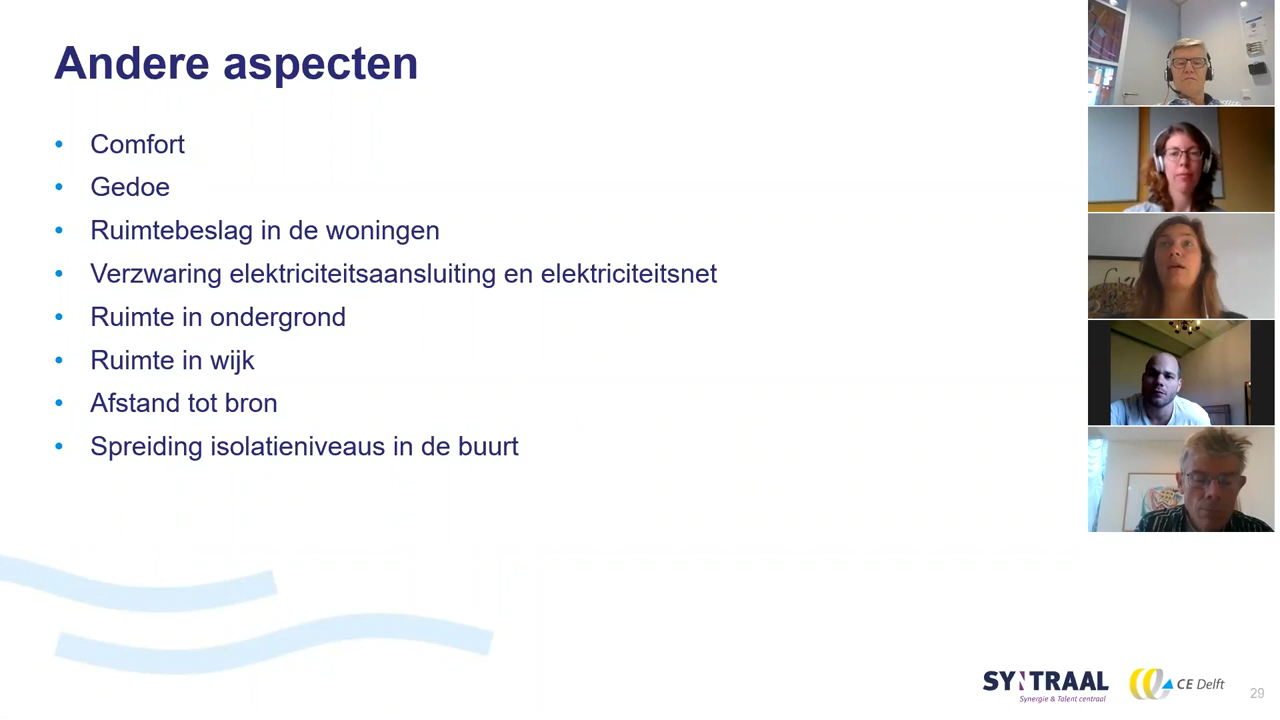 Andere aspecten
• Comfort
• Gedoe
• Ruimtebeslag in de woningen
• Verzwaring elektriciteitsaansluiting en elektriciteitsnet
• Ruimte in ondergrond
• Ruimte in wijk
• Afstand tot bron
• Spreiding isolatieniveaus in de buurt
SYNTRAAL
Synergie & Talent centraal
CE Delft
29